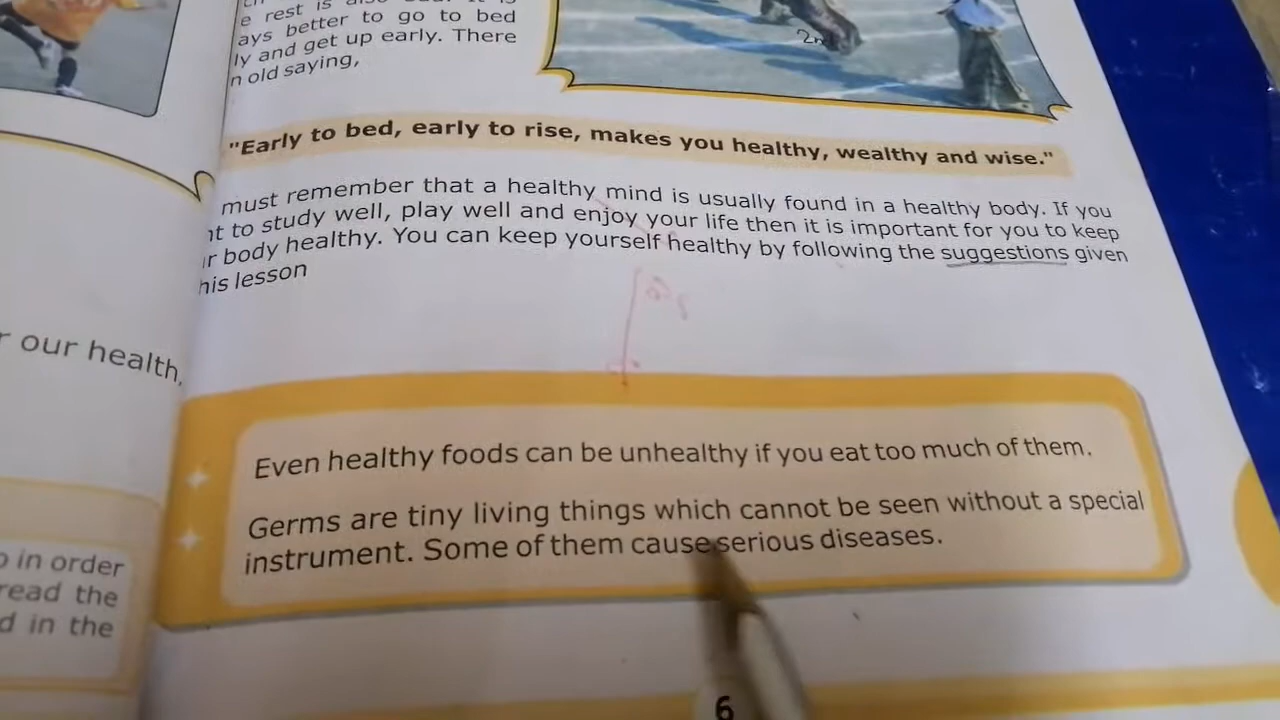 e rest is
ays better to go to bed
ly and get up early. There
n old saying,
"Early to bed, early to rise, makes you healthy, wealthy and wise."
must remember that a healthy mind is usually found in a healthy body. If you
nt to study well, play well and enjoy your life then it is important for you to keep
ur body healthy. You can keep yourself healthy by following the suggestions given
his lesson
r our health,
Even healthy foods can be unhealthy if you eat too much of them.
Germs are tiny living things which cannot be seen without a special
instrument. Some of them cause serious diseases.
in order
read the
d in the
6